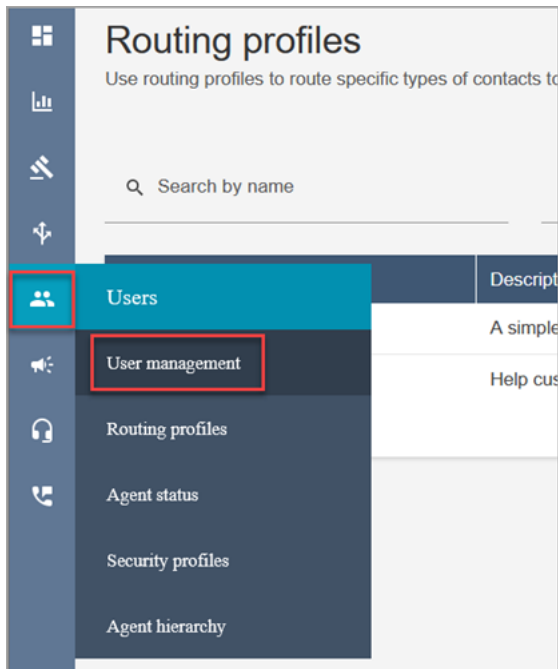 Routing profiles
Use routing profiles to route specific types of contacts to
Search by name
Users
Descript
User management
A simple
Help cus
Routing profiles
Agent status
Security profiles
Agent hierarchy